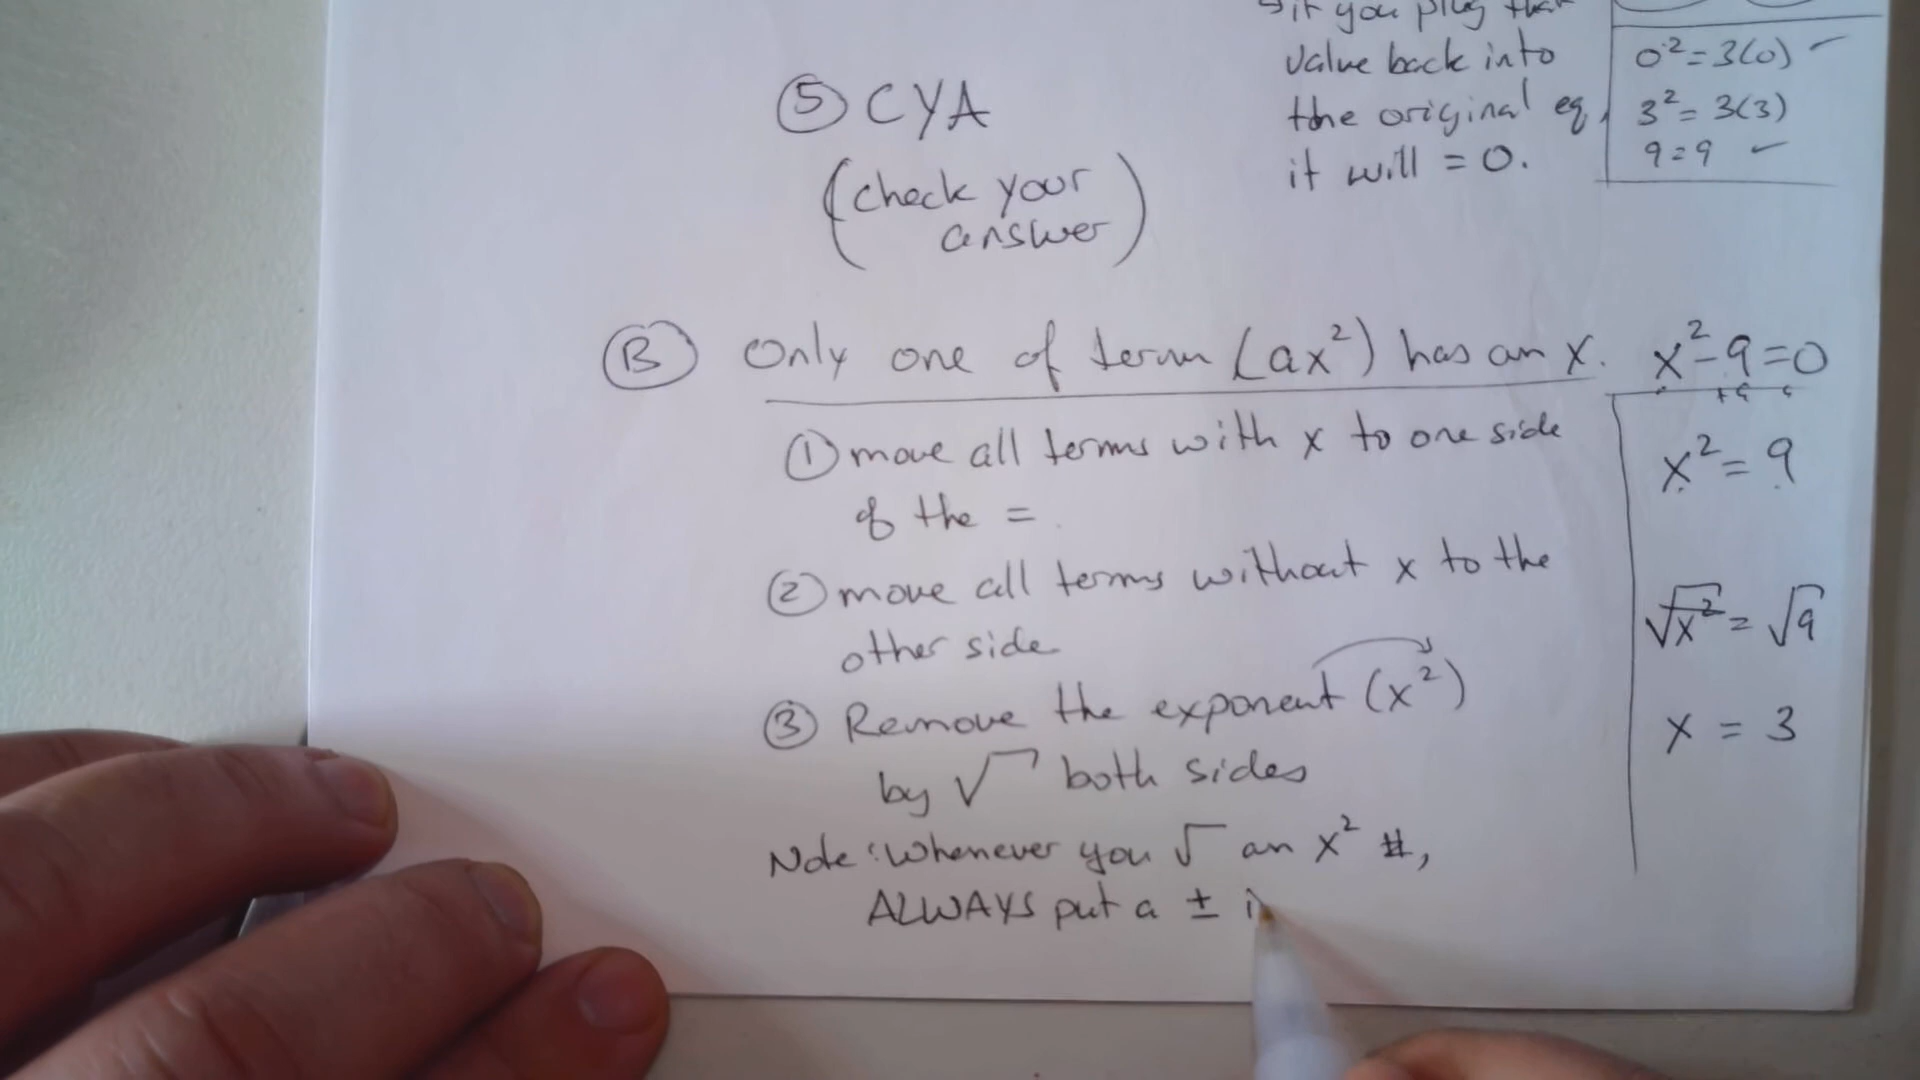 if you plug that
value back into
the original eq,
it will = 0.
0² = 3(0) ✓
3² = 3(3)
9 = 9 ✓
⑤ CYA
(check your
answer)
Ⓑ Only one of term (ax²) has an x.
① move all terms with x to one side
of the =
② move all terms without x to the
other side
③ Remove the exponent (x²)
by √ both sides
Note: Whenever you √ an x² #,
ALWAYS put a ±
x² - 9 = 0
x² = 9
√x² = √9
x = 3